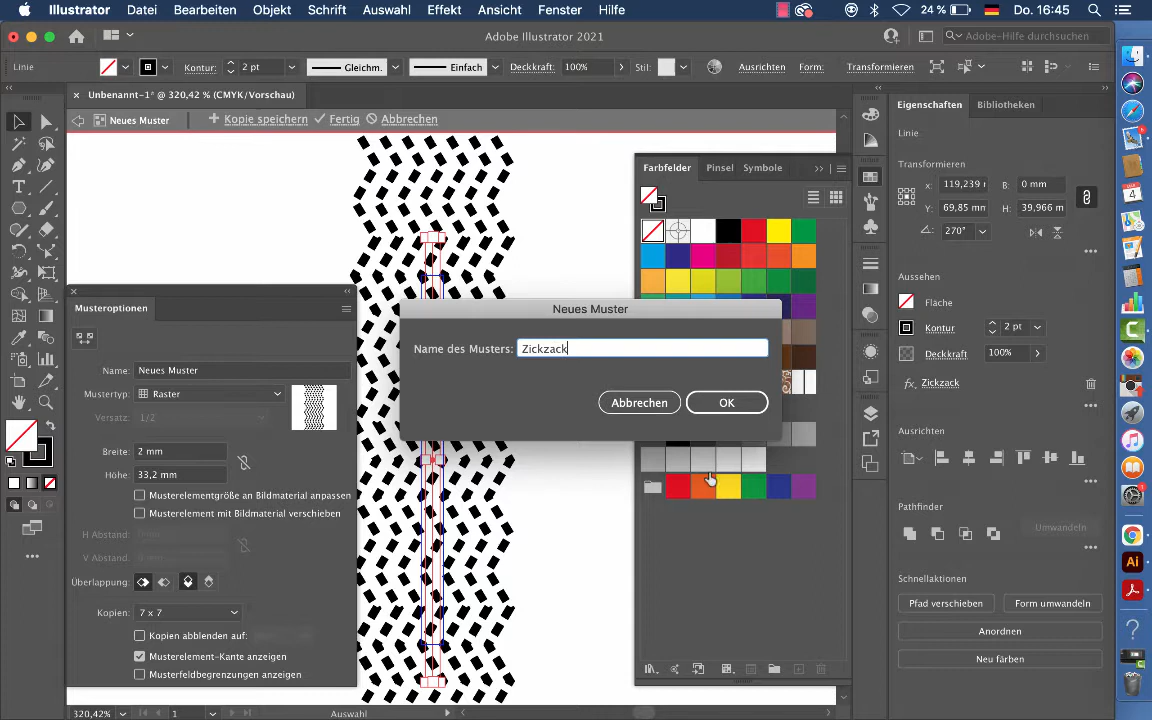 Illustrator Datei Bearbeiten Objekt Schrift Auswahl Effekt Ansicht Fenster Hilfe 24 % Do. 16:45
Adobe Illustrator 2021 Adobe-Hilfe durchsuchen
Linie Kontur: 2 pt Gleichm. Einfach Deckkraft: 100% Stil: Ausrichten Form: Transformieren
× Unbenannt-1* @ 320,42 % (CMYK/Vorschau)
Neues Muster Kopie speichern Fertig Abbrechen
Eigenschaften Bibliotheken
Linie
Transformieren
X: 119,239 B: 0 mm
Y: 69,85 mm H: 39,966 m
270°
Aussehen
Fläche
Kontur 2 pt
Deckkraft 100%
fx Zickzack
Ausrichten
Pathfinder
Umwandeln
Schnellaktionen
Pfad verschieben Form umwandeln
Anordnen
Neu färben
Farbfelder Pinsel Symbole
Neues Muster
Name des Musters: Zickzack
Abbrechen OK
Musteroptionen
Name: Neues Muster
Mustertyp: Raster
Versatz: 1/2
Breite: 2 mm
Höhe: 33,2 mm
Musterelementgröße an Bildmaterial anpassen
Musterelement mit Bildmaterial verschieben
H Abstand:
V Abstand:
Überlappung:
Kopien: 7 x 7
Kopien abblenden auf:
Musterelement-Kante anzeigen
Musterfeldbegrenzungen anzeigen
320,42% 1 Auswahl